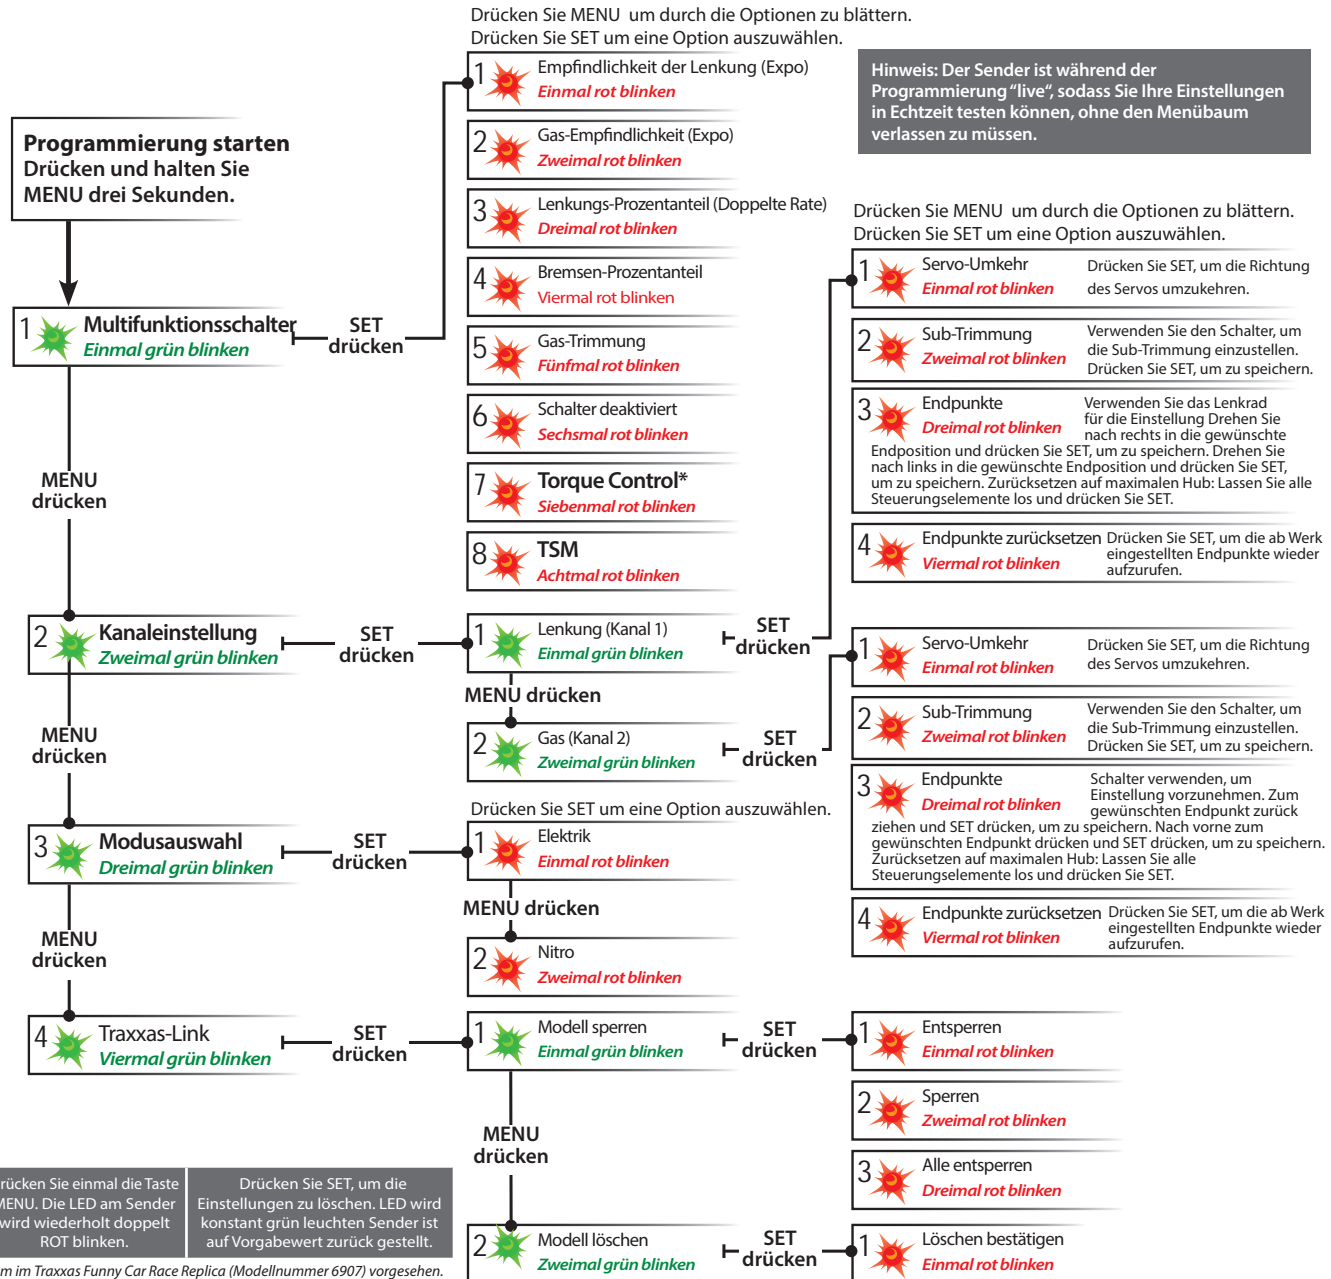 Drücken Sie MENU um durch die Optionen zu blättern.
Drücken Sie SET um eine Option auszuwählen.
Hinweis: Der Sender ist während der
Programmierung "live", sodass Sie Ihre Einstellungen
in Echtzeit testen können, ohne den Menübaum
verlassen zu müssen.
Programmierung starten
Drücken und halten Sie
MENU drei Sekunden.
1 Multifunktionsschalter
Einmal grün blinken
SET
drücken
1 Empfindlichkeit der Lenkung (Expo)
Einmal rot blinken
2 Gas-Empfindlichkeit (Expo)
Zweimal rot blinken
3 Lenkungs-Prozentanteil (Doppelte Rate)
Dreimal rot blinken
4 Bremsen-Prozentanteil
Viermal rot blinken
5 Gas-Trimmung
Fünfmal rot blinken
6 Schalter deaktiviert
Sechsmal rot blinken
7 Torque Control*
Siebenmal rot blinken
8 TSM
Achtmal rot blinken
MENU
drücken
2 Kanaleinstellung
Zweimal grün blinken
SET
drücken
1 Lenkung (Kanal 1)
Einmal grün blinken
SET
drücken
MENU drücken
2 Gas (Kanal 2)
Zweimal grün blinken
SET
drücken
Drücken Sie MENU um durch die Optionen zu blättern.
Drücken Sie SET um eine Option auszuwählen.
1 Servo-Umkehr
Einmal rot blinken
Drücken Sie SET, um die Richtung
des Servos umzukehren.
2 Sub-Trimmung
Zweimal rot blinken
Verwenden Sie den Schalter, um
die Sub-Trimmung einzustellen.
Drücken Sie SET, um zu speichern.
3 Endpunkte
Dreimal rot blinken
Verwenden Sie das Lenkrad
für die Einstellung Drehen Sie
nach rechts in die gewünschte
Endposition und drücken Sie SET, um zu speichern. Drehen Sie
nach links in die gewünschte Endposition und drücken Sie SET,
um zu speichern. Zurücksetzen auf maximalen Hub: Lassen Sie alle
Steuerungselemente los und drücken Sie SET.
4 Endpunkte zurücksetzen
Viermal rot blinken
Drücken Sie SET, um die ab Werk
eingestellten Endpunkte wieder
aufzurufen.
1 Servo-Umkehr
Einmal rot blinken
Drücken Sie SET, um die Richtung
des Servos umzukehren.
2 Sub-Trimmung
Zweimal rot blinken
Verwenden Sie den Schalter, um
die Sub-Trimmung einzustellen.
Drücken Sie SET, um zu speichern.
3 Endpunkte
Dreimal rot blinken
Schalter verwenden, um
Einstellung vorzunehmen. Zum
gewünschten Endpunkt zurück
ziehen und SET drücken, um zu speichern. Nach vorne zum
gewünschten Endpunkt drücken und SET drücken, um zu speichern.
Zurücksetzen auf maximalen Hub: Lassen Sie alle
Steuerungselemente los und drücken Sie SET.
4 Endpunkte zurücksetzen
Viermal rot blinken
Drücken Sie SET, um die ab Werk
eingestellten Endpunkte wieder
aufzurufen.
MENU
drücken
3 Modusauswahl
Dreimal grün blinken
SET
drücken
Drücken Sie SET um eine Option auszuwählen.
1 Elektrik
Einmal rot blinken
MENU drücken
2 Nitro
Zweimal rot blinken
MENU
drücken
4 Traxxas-Link
Viermal grün blinken
SET
drücken
1 Modell sperren
Einmal grün blinken
SET
drücken
1 Entsperren
Einmal rot blinken
2 Sperren
Zweimal rot blinken
3 Alle entsperren
Dreimal rot blinken
MENU
drücken
2 Modell löschen
Zweimal grün blinken
SET
drücken
1 Löschen bestätigen
Einmal rot blinken
rücken Sie einmal die Taste
MENU. Die LED am Sender
wird wiederholt doppelt
ROT blinken.
Drücken Sie SET, um die
Einstellungen zu löschen. LED wird
konstant grün leuchten Sender ist
auf Vorgabewert zurück gestellt.
m im Traxxas Funny Car Race Replica (Modellnummer 6907) vorgesehen.